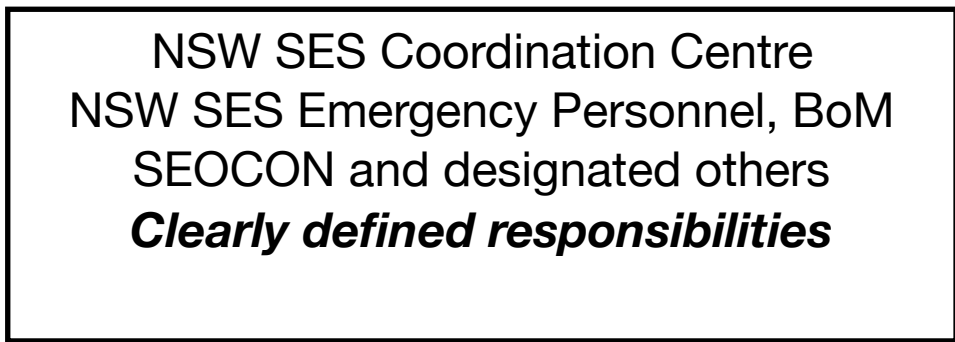 NSW SES Coordination Centre
NSW SES Emergency Personnel, BoM
SEOCON and designated others
Clearly defined responsibilities